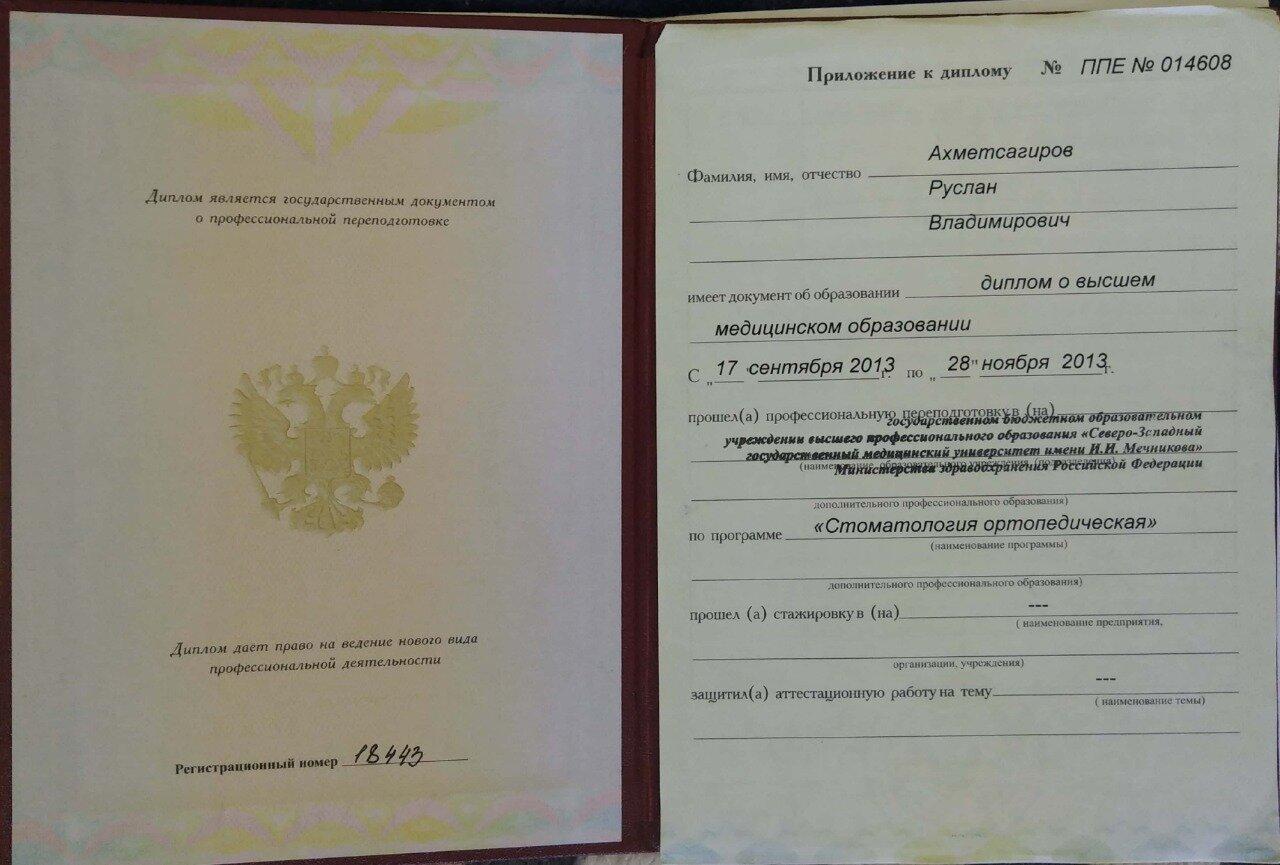 Диплом является государственным документом
о профессиональной переподготовке
Диплом дает право на ведение нового вида
профессиональной деятельности
Регистрационный номер 18443
Приложение к диплому № ППЕ № 014608
Фамилия, имя, отчество Ахметсагиров
Руслан
Владимирович
имеет документ об образовании диплом о высшем
медицинском образовании
С „17" сентября 2013 г. по „28" ноября 2013 г.
прошел(а) профессиональную переподготовку в (на)
государственном бюджетном образовательном
учреждении высшего профессионального образования «Северо-Западный
государственный медицинский университет имени И.И. Мечникова»
(наименование образовательного учреждения (подразделения)
Министерства здравоохранения Российской Федерации
дополнительного профессионального образования)
по программе «Стоматология ортопедическая»
(наименование программы)
дополнительного профессионального образования)
прошел (а) стажировку в (на) ---
( наименование предприятия,
организации, учреждения)
защитил(а) аттестационную работу на тему ---
( наименование темы)